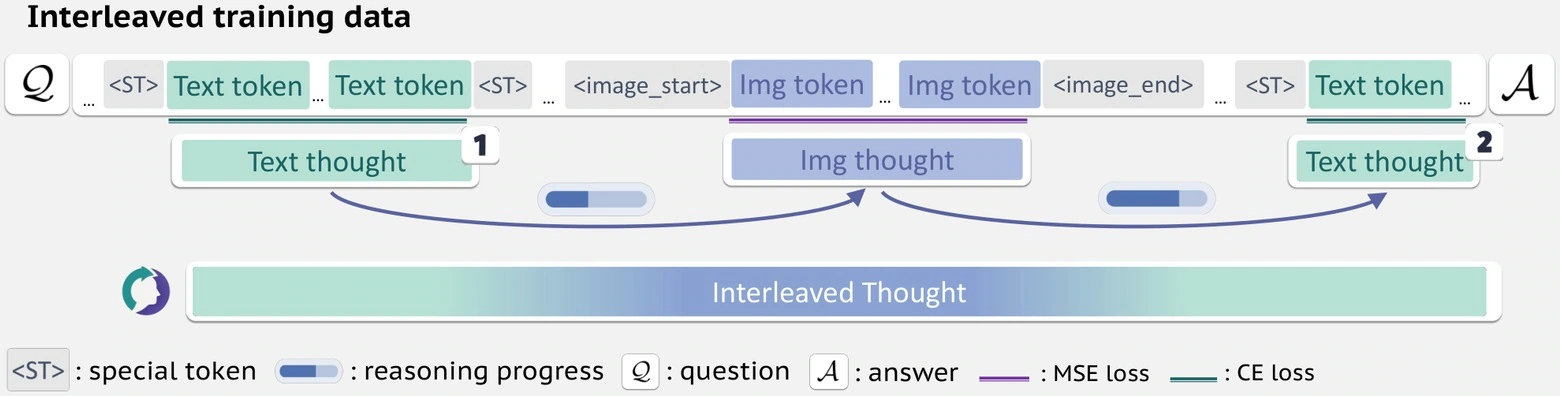 Interleaved training data
Q ... <ST> Text token ... Text token <ST> ... <image_start> Img token ... Img token <image_end> ... <ST> Text token ... A
Text thought 1 Img thought Text thought 2
Interleaved Thought
<ST> : special token : reasoning progress Q : question A : answer : MSE loss : CE loss